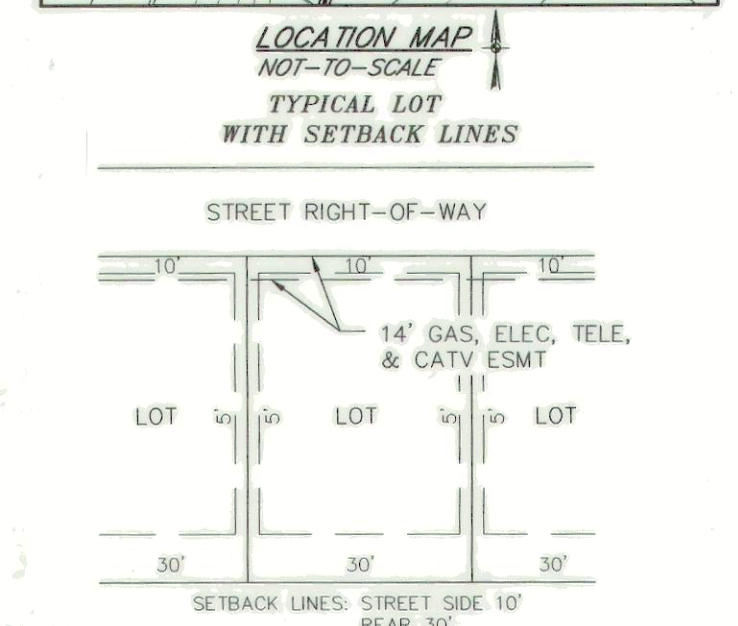 LOCATION MAP
NOT-TO-SCALE
TYPICAL LOT
WITH SETBACK LINES
STREET RIGHT-OF-WAY
10' 10' 10'
14' GAS, ELEC, TELE,
& CATV ESMT
LOT 5' 5' LOT 5' 5' LOT
30' 30' 30'
SETBACK LINES: STREET SIDE 10'
REAR 30'